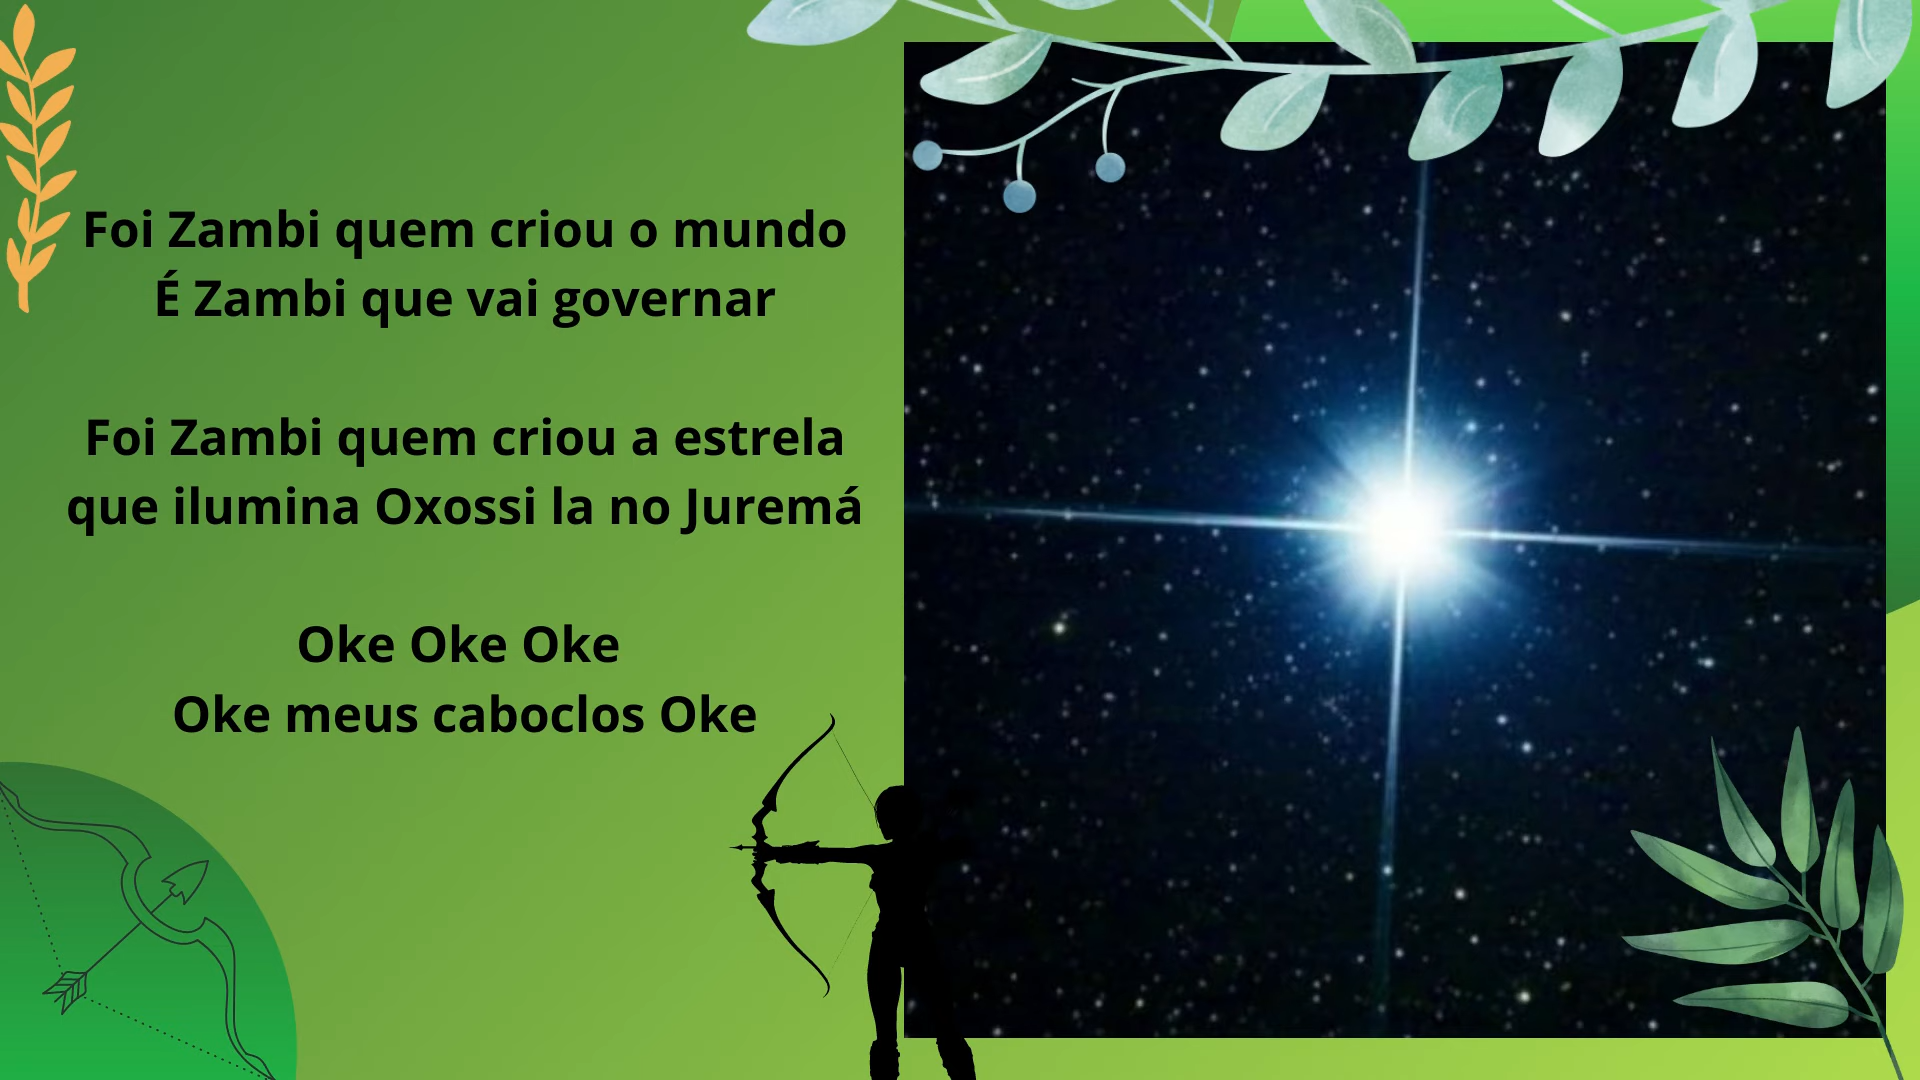 Foi Zambi quem criou o mundo
É Zambi que vai governar
Foi Zambi quem criou a estrela
que ilumina Oxossi la no Juremá
Oke Oke Oke
Oke meus caboclos Oke